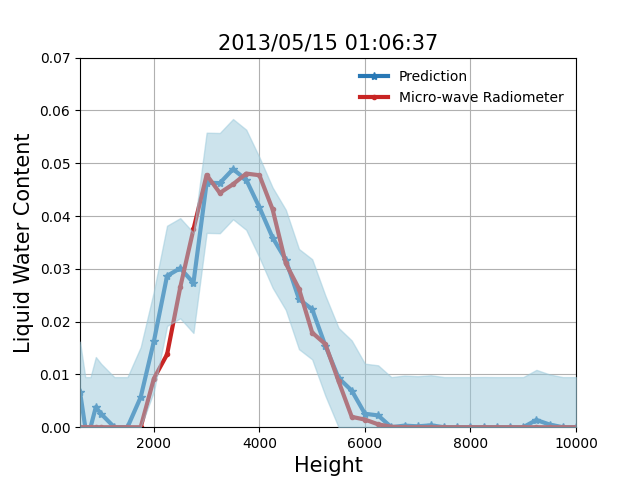 2013/05/15 01:06:37
Prediction
Micro-wave Radiometer
Liquid Water Content
0.07
0.06
0.05
0.04
0.03
0.02
0.01
0.00
2000 4000 6000 8000 10000
Height